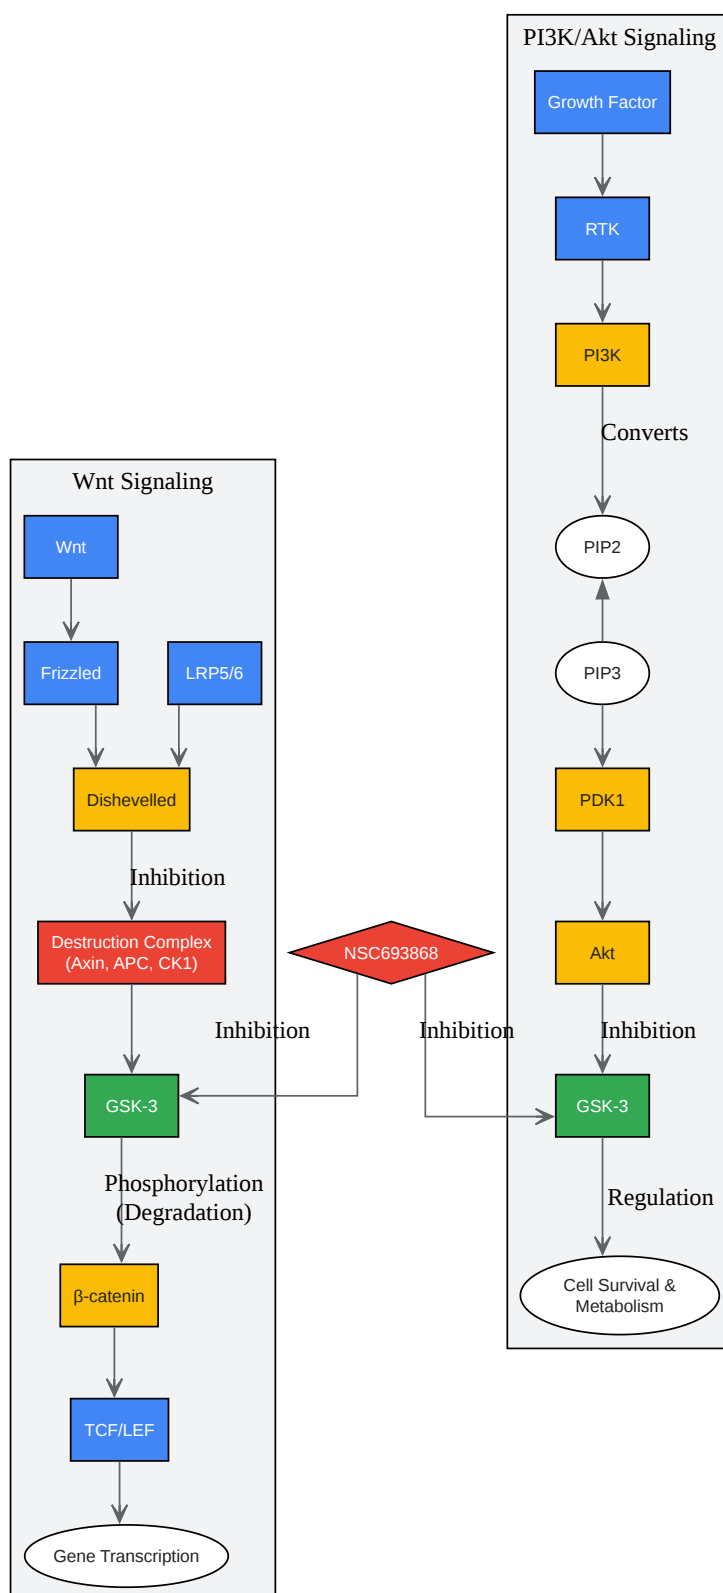 PI3K/Akt Signaling
Growth Factor
RTK
PI3K
Converts
PIP2
PIP3
PDK1
Akt
Inhibition
GSK-3
Regulation
Cell Survival &
Metabolism
Wnt Signaling
Wnt
Frizzled
LRP5/6
Dishevelled
Inhibition
Destruction Complex
(Axin, APC, CK1)
NSC693868
Inhibition
Inhibition
GSK-3
Phosphorylation
(Degradation)
β-catenin
TCF/LEF
Gene Transcription